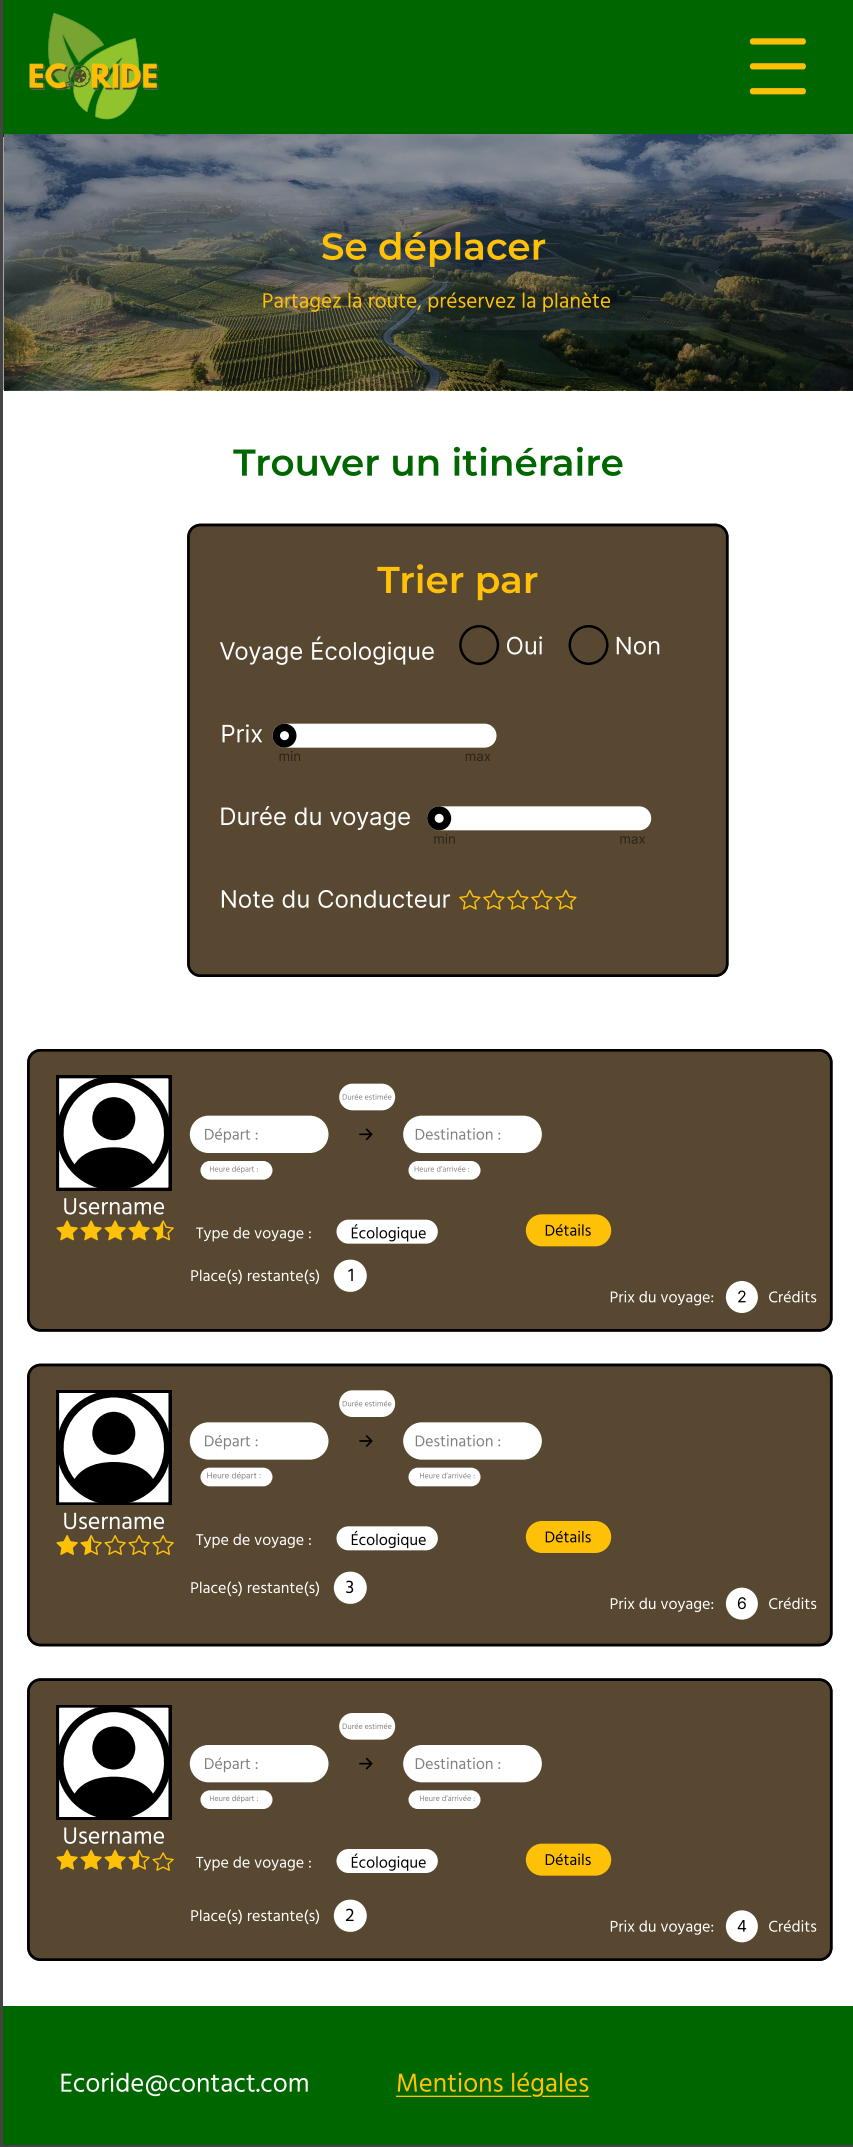 ECORIDE
Se déplacer
Partagez la route, préservez la planète
Trouver un itinéraire
Trier par
Voyage Écologique Oui Non
Prix
min max
Durée du voyage
min max
Note du Conducteur
Durée estimée
Départ : → Destination :
Heure départ : Heure d'arrivée :
Username
Type de voyage : Écologique Détails
Place(s) restante(s) 1
Prix du voyage: 2 Crédits
Durée estimée
Départ : → Destination :
Heure départ : Heure d'arrivée :
Username
Type de voyage : Écologique Détails
Place(s) restante(s) 3
Prix du voyage: 6 Crédits
Durée estimée
Départ : → Destination :
Heure départ : Heure d'arrivée :
Username
Type de voyage : Écologique Détails
Place(s) restante(s) 2
Prix du voyage: 4 Crédits
Ecoride@contact.com Mentions légales